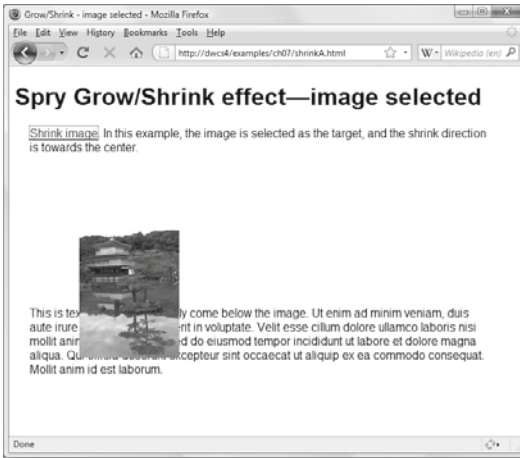 Grow/Shrink - image selected - Mozilla Firefox
File Edit View History Bookmarks Tools Help
http://dwcs4/examples/ch07/shrinkA.html
W Wikipedia (en)
Spry Grow/Shrink effect—image selected
Shrink image. In this example, the image is selected as the target, and the shrink direction
is towards the center.
This is tex ly come below the image. Ut enim ad minim veniam, duis
aute irure rit in voluptate. Velit esse cillum dolore ullamco laboris nisi
mollit anim ed do eiusmod tempor incididunt ut labore et dolore magna
aliqua. Qui excepteur sint occaecat ut aliquip ex ea commodo consequat.
Mollit anim id est laborum.
Done